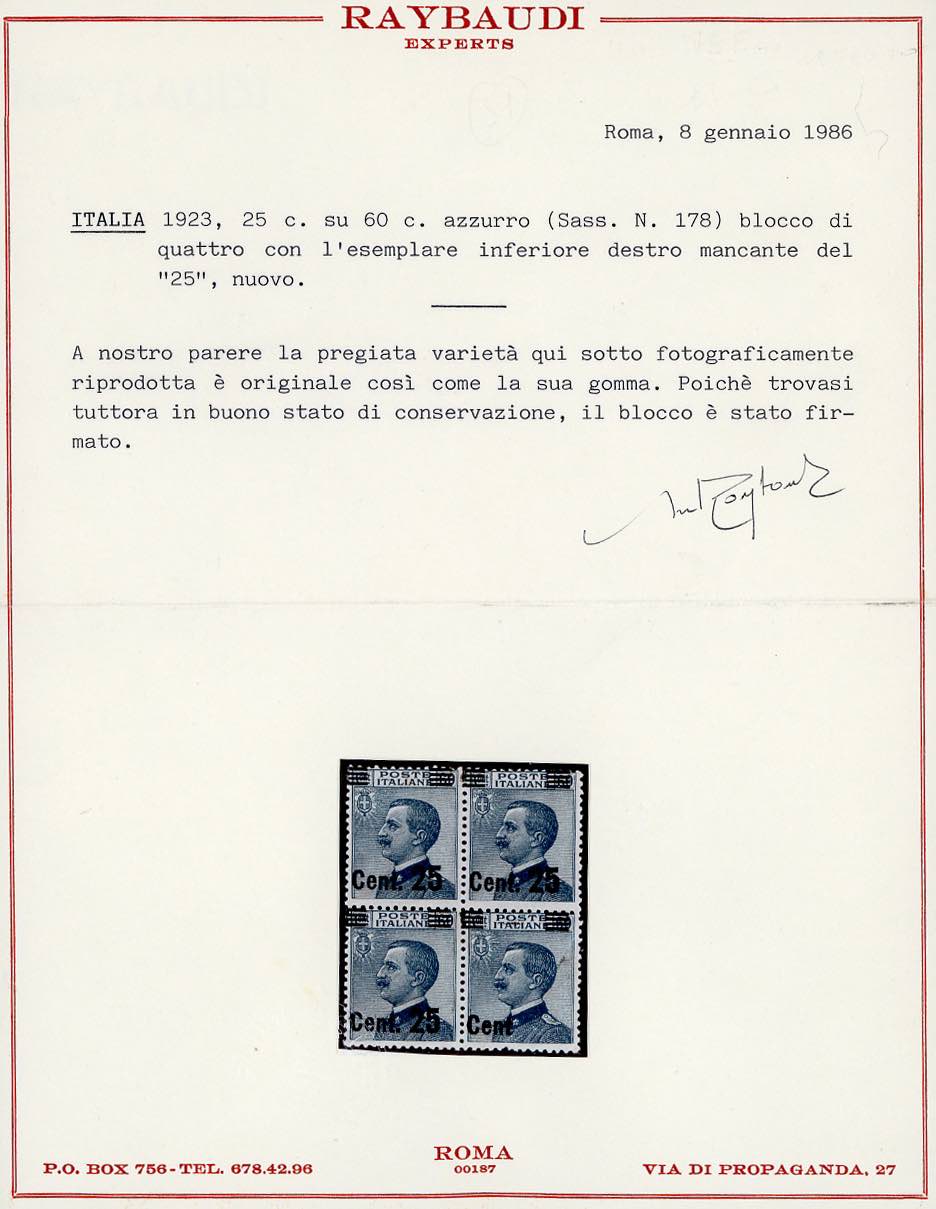 RAYBAUDI
EXPERTS
Roma, 8 gennaio 1986
ITALIA 1923, 25 c. su 60 c. azzurro (Sass. N. 178) blocco di
quattro con l'esemplare inferiore destro mancante del
"25", nuovo.
A nostro parere la pregiata varietà qui sotto fotograficamente
riprodotta è originale così come la sua gomma. Poichè trovasi
tuttora in buono stato di conservazione, il blocco è stato fir-
mato.
POSTE POSTE
ITALIANE ITALIANE
Cent. 25 Cent. 25
POSTE POSTE
ITALIANE ITALIANE
Cent. 25 Cent
ROMA
00187
P.O. BOX 756-TEL. 678.42.96
VIA DI PROPAGANDA, 27